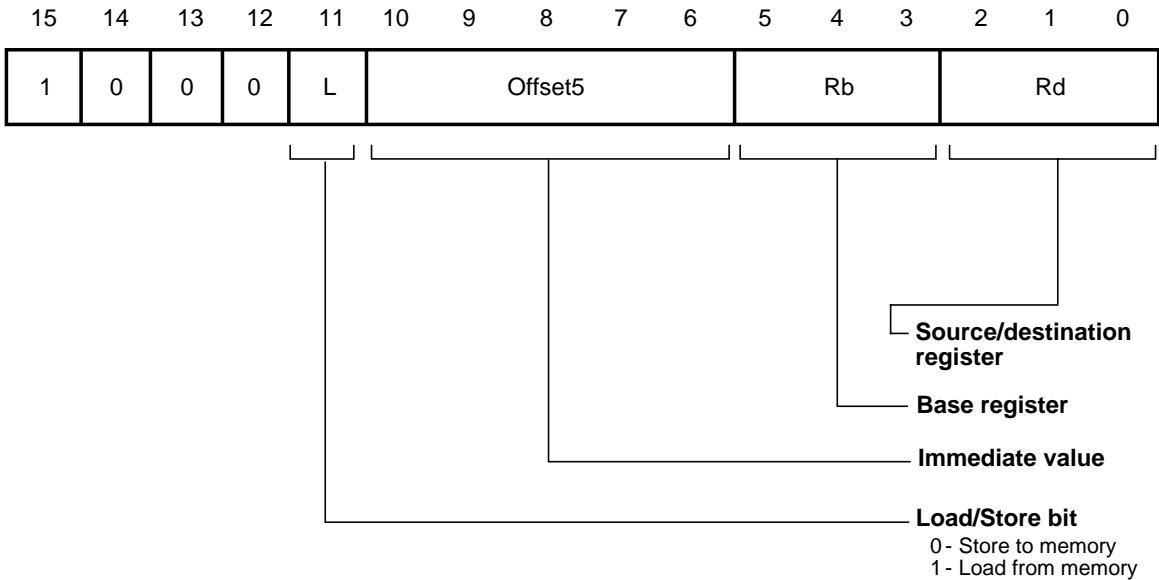 15 14 13 12 11 10 9 8 7 6 5 4 3 2 1 0
1 0 0 0 L Offset5 Rb Rd
Source/destination
register
Base register
Immediate value
Load/Store bit
0 - Store to memory
1 - Load from memory